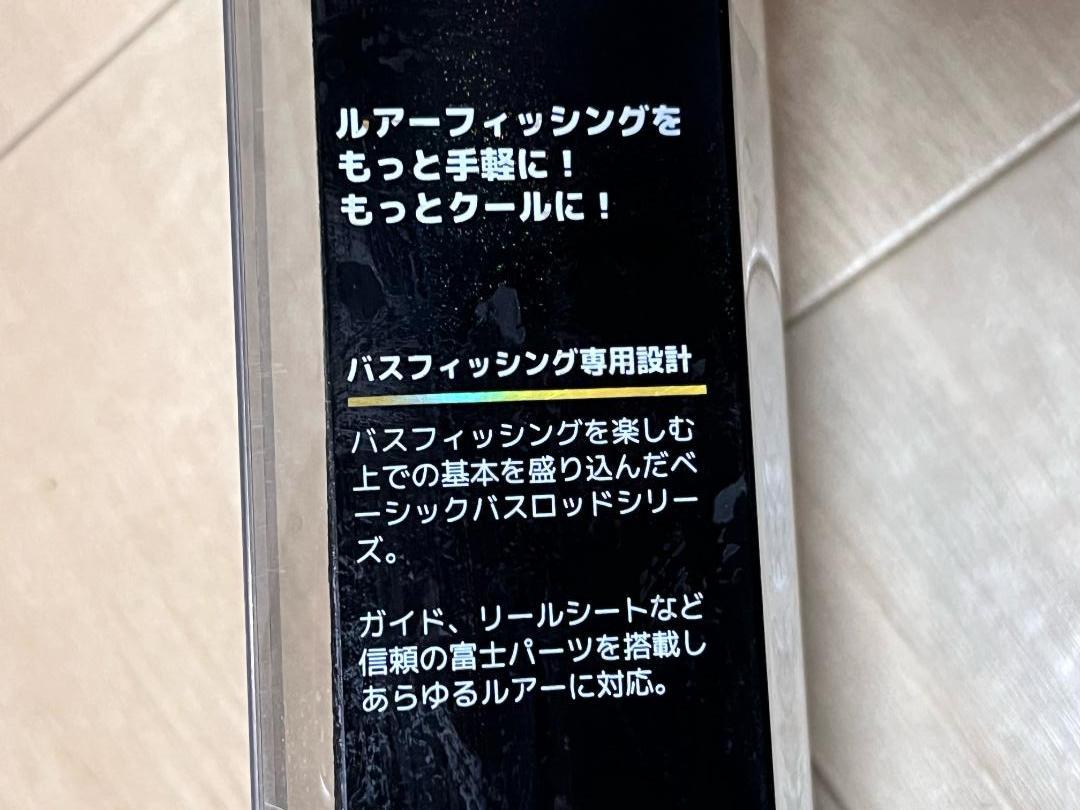 ルアーフィッシングを
もっと手軽に！
もっとクールに！
バスフィッシング専用設計
バスフィッシングを楽しむ
上での基本を盛り込んだベ
ーシックバスロッドシリー
ズ。
ガイド、リールシートなど
信頼の富士パーツを搭載し
あらゆるルアーに対応。